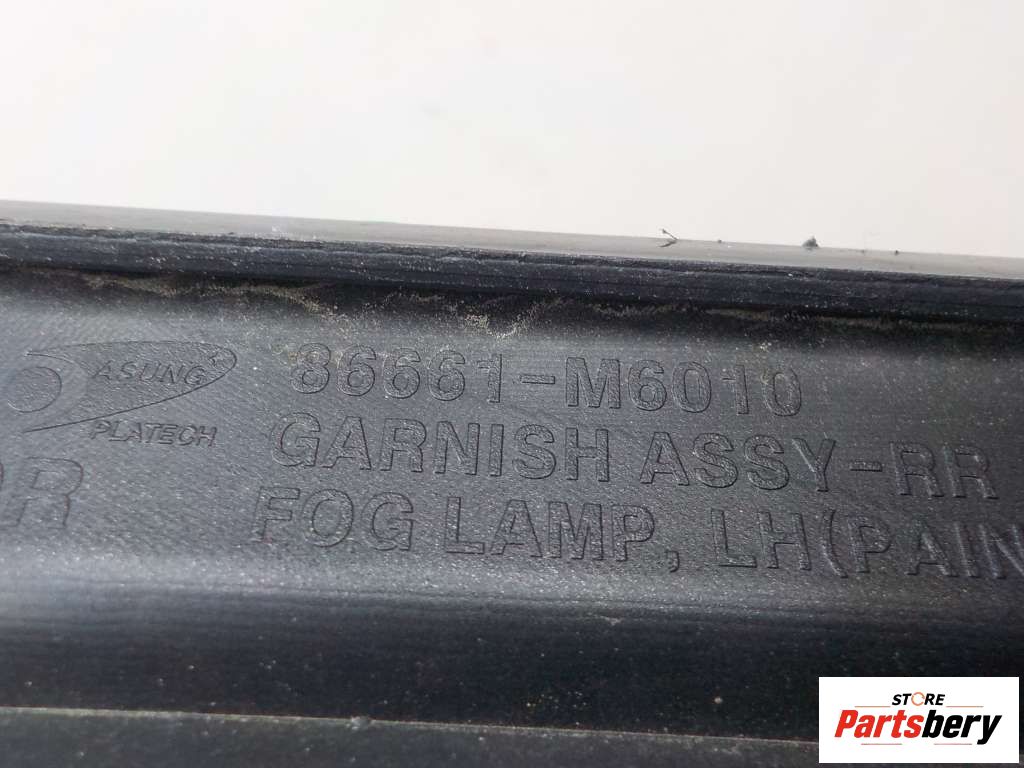 ASUNG
PLATECH
86661-M6010
GARNISH ASSY-RR
FOG LAMP, LH(PAIN
STORE
Partsbery